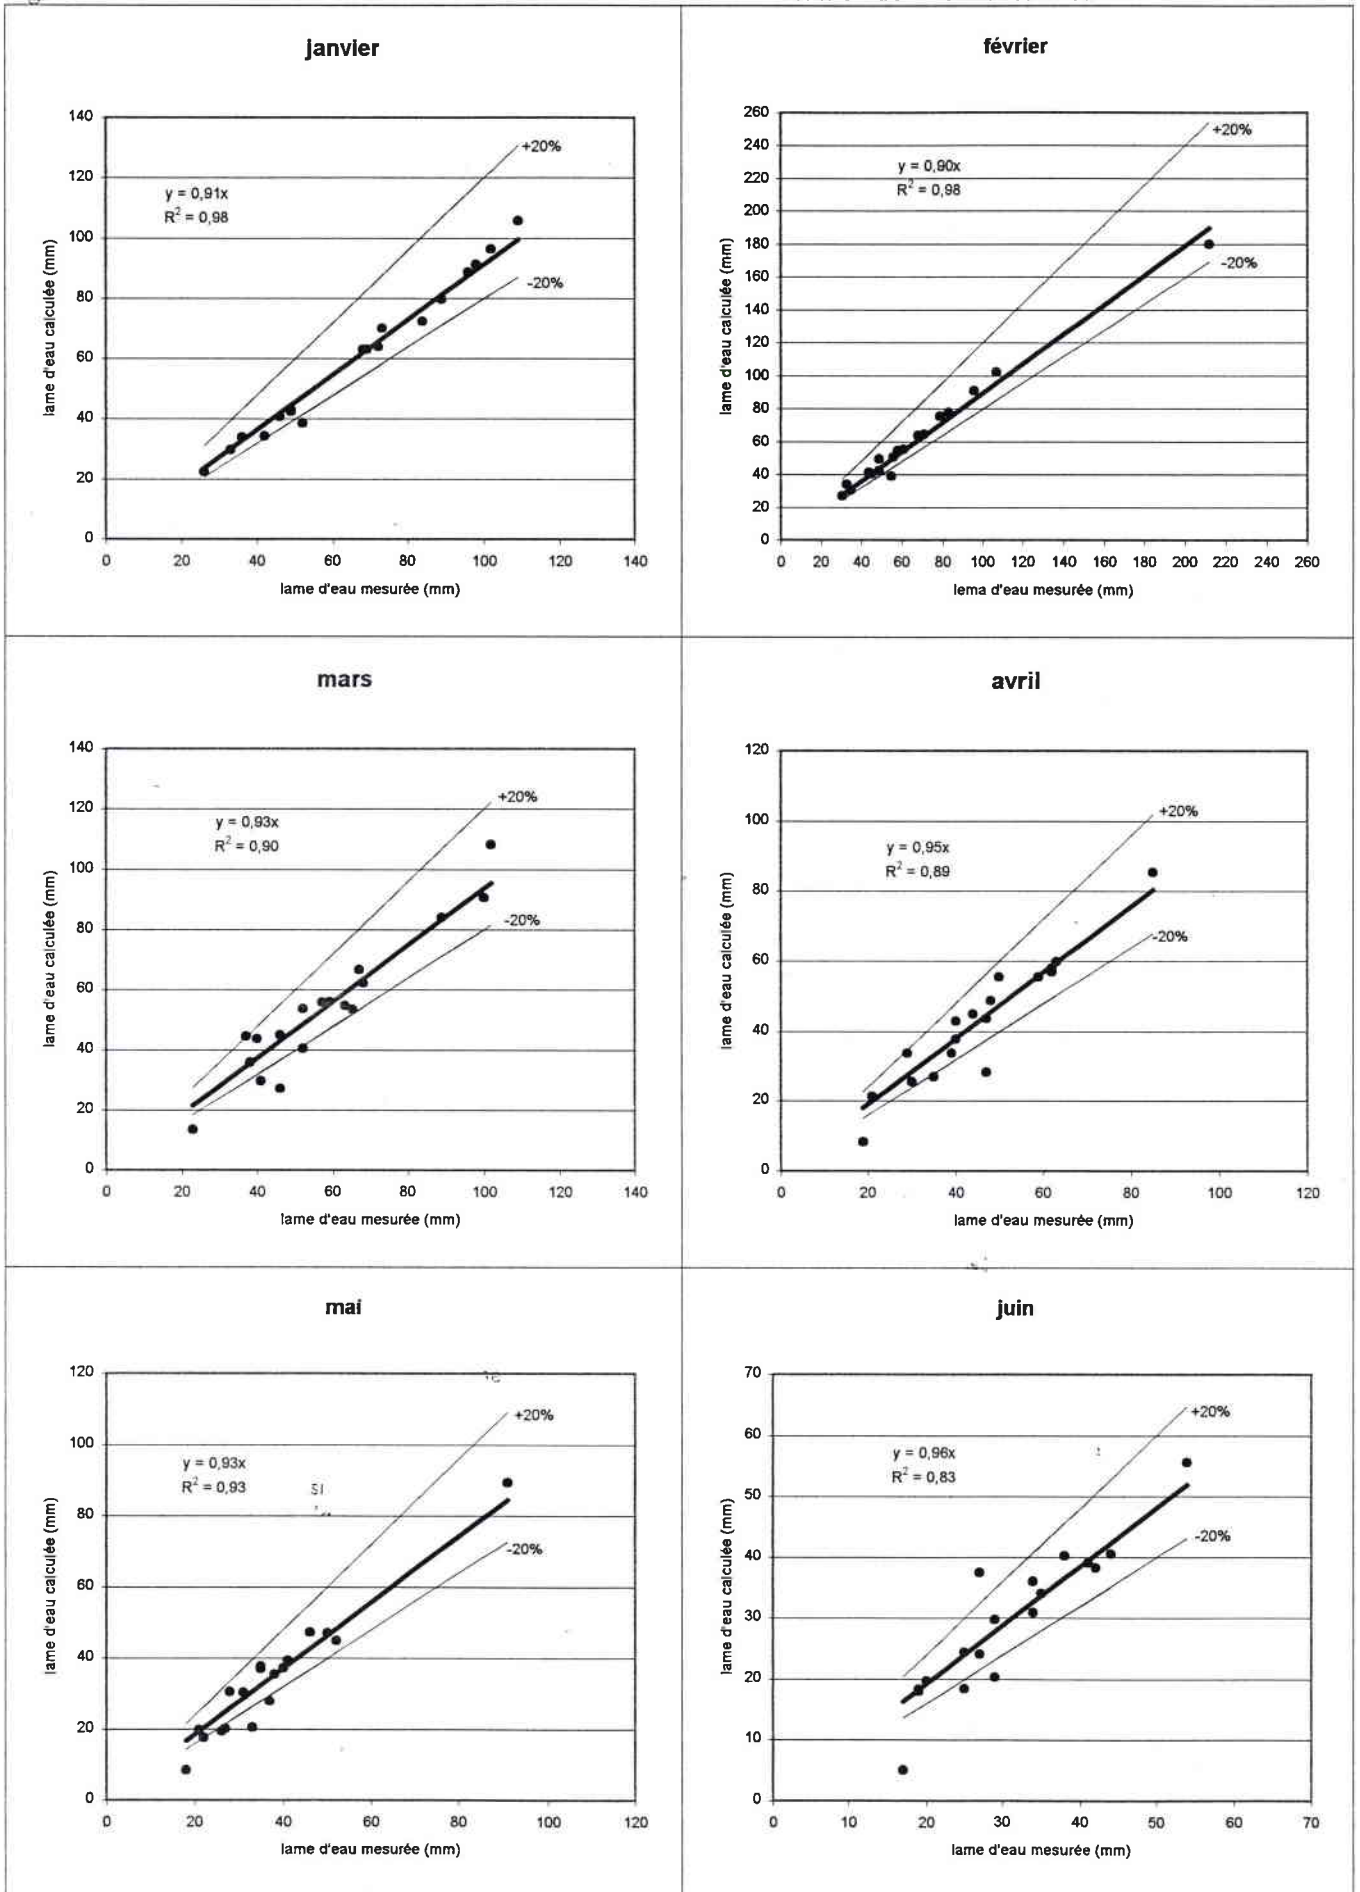 janvier
lame d'eau calculée (mm)
140
120
100
80
60
40
20
0
y = 0,91x
R² = 0,98
+20%
-20%
0 20 40 60 80 100 120 140
lame d'eau mesurée (mm)
février
lame d'eau calculée (mm)
260
240
220
200
180
160
140
120
100
80
60
40
20
0
y = 0,90x
R² = 0,98
+20%
-20%
0 20 40 60 80 100 120 140 160 180 200 220 240 260
lema d'eau mesurée (mm)
mars
lame d'eau calculée (mm)
140
120
100
80
60
40
20
0
y = 0,93x
R² = 0,90
+20%
-20%
0 20 40 60 80 100 120 140
lame d'eau mesurée (mm)
avril
lame d'eau calculée (mm)
120
100
80
60
40
20
0
y = 0,95x
R² = 0,89
+20%
-20%
0 20 40 60 80 100 120
lame d'eau mesurée (mm)
mai
lame d'eau calculée (mm)
120
100
80
60
40
20
0
y = 0,93x
R² = 0,93
+20%
-20%
0 20 40 60 80 100 120
lame d'eau mesurée (mm)
juin
lame d'eau calculée (mm)
70
60
50
40
30
20
10
0
y = 0,96x
R² = 0,83
+20%
-20%
0 10 20 30 40 50 60 70
lame d'eau mesurée (mm)